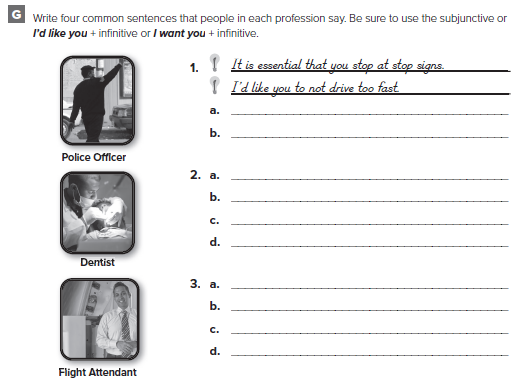 G Write four common sentences that people in each profession say. Be sure to use the subjunctive or
I'd like you + infinitive or I want you + infinitive.
1. It is essential that you stop at stop signs.
I'd like you to not drive too fast.
a.
b.
Police Officer
2. a.
b.
c.
d.
Dentist
3. a.
b.
c.
d.
Flight Attendant